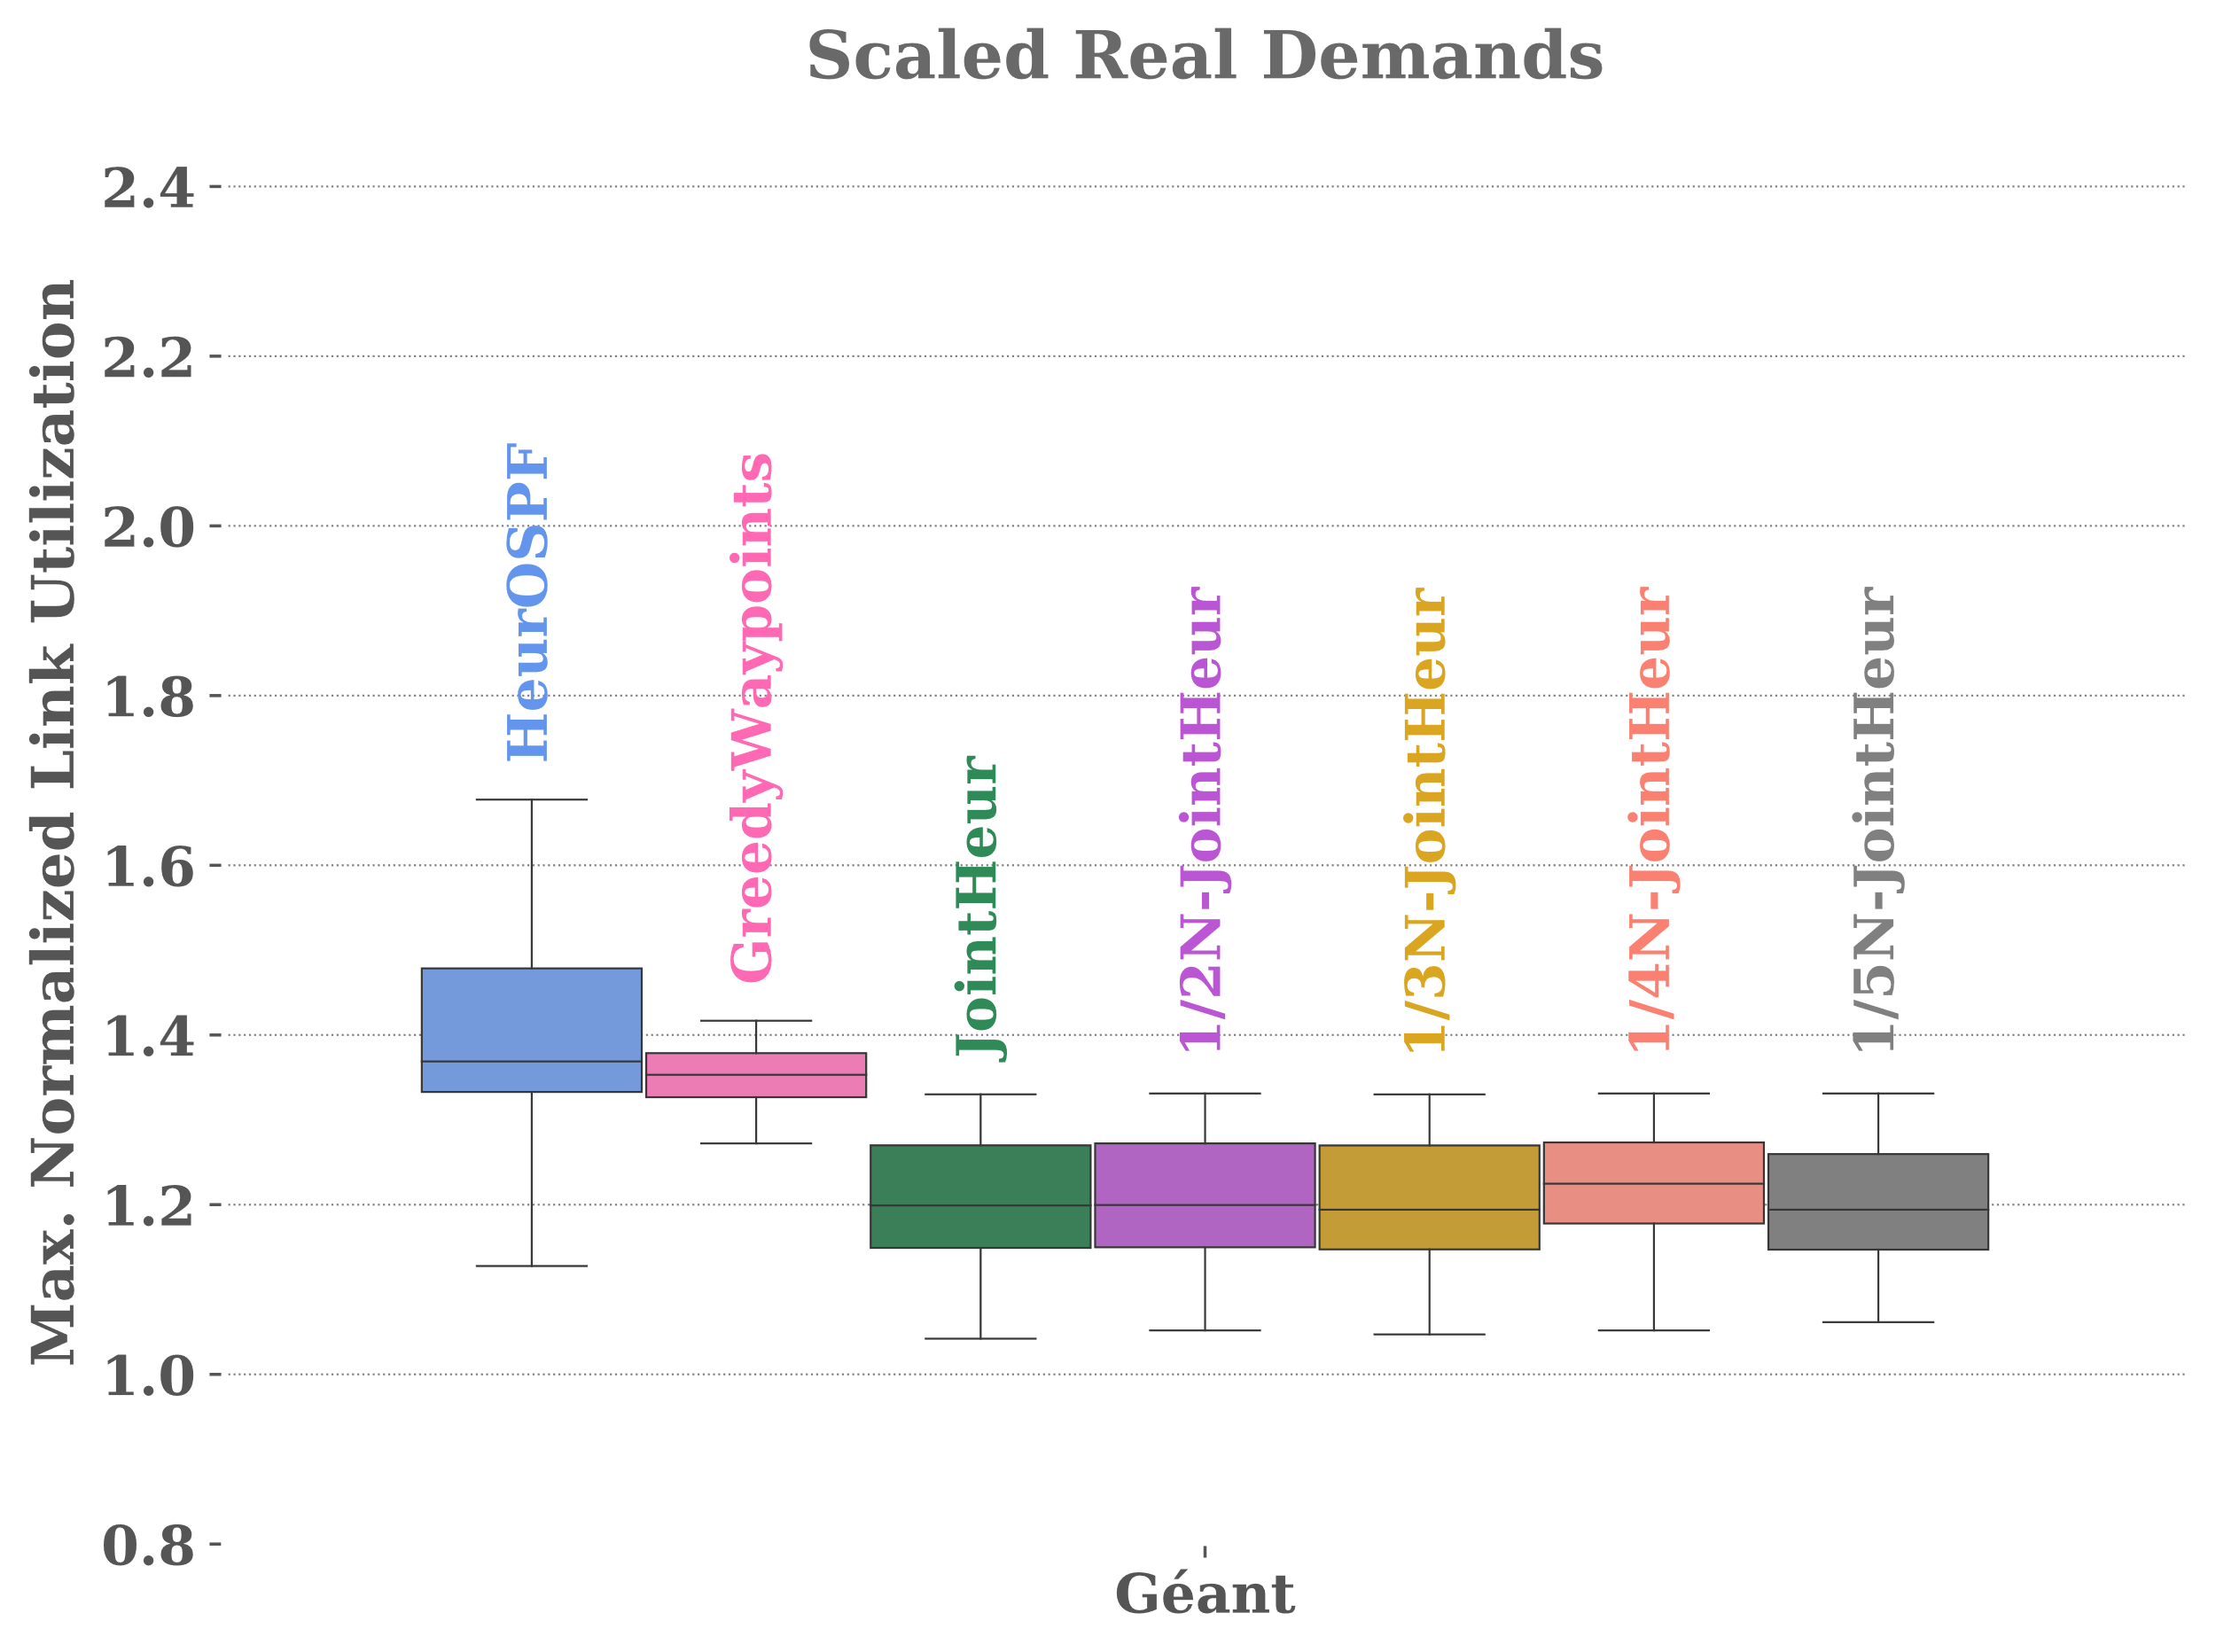 Scaled Real Demands
Max. Normalized Link Utilization
2.4
2.2
2.0
1.8
1.6
1.4
1.2
1.0
0.8
HeurOSPF
GreedyWaypoints
JointHeur
1/2N-JointHeur
1/3N-JointHeur
1/4N-JointHeur
1/5N-JointHeur
Géant